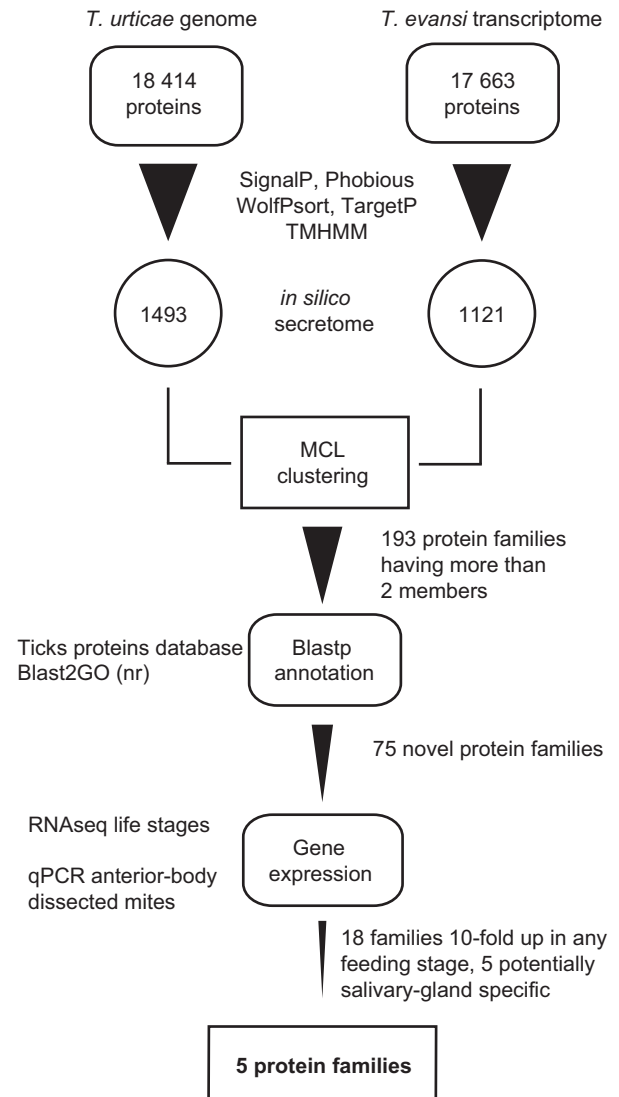 T. urticae genome
T. evansi transcriptome
18 414
proteins
17 663
proteins
SignalP, Phobious
WolfPsort, TargetP
TMHMM
1493
in silico
secretome
1121
MCL
clustering
193 protein families
having more than
2 members
Ticks proteins database
Blast2GO (nr)
Blastp
annotation
75 novel protein families
RNAseq life stages
qPCR anterior-body
dissected mites
Gene
expression
18 families 10-fold up in any
feeding stage, 5 potentially
salivary-gland specific
5 protein families